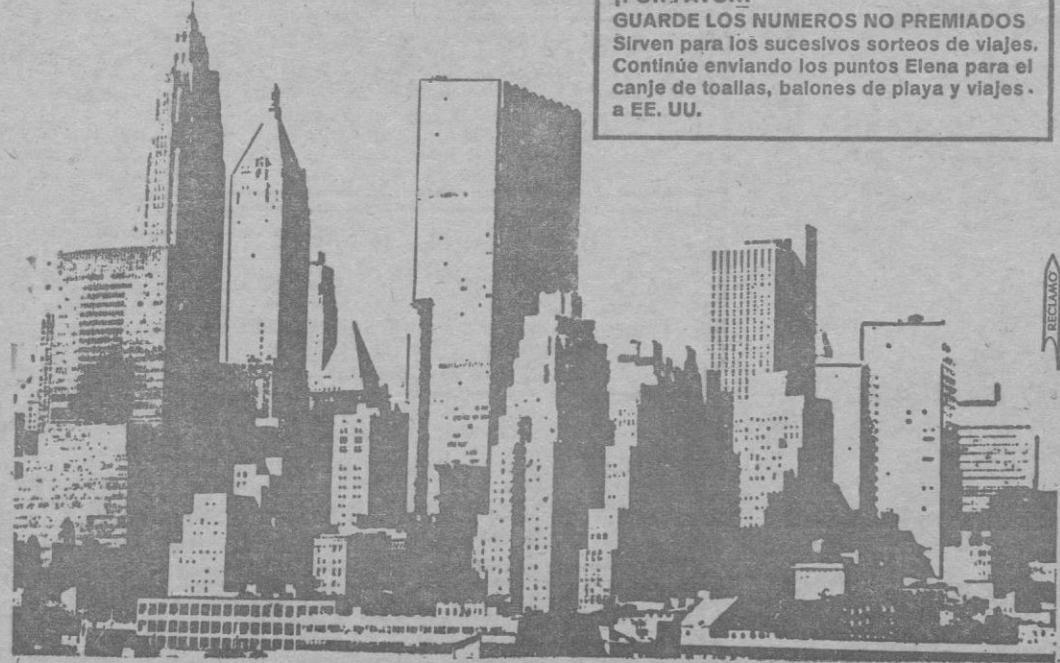 GUARDE LOS NUMEROS NO PREMIADOS
Sirven para los sucesivos sorteos de viajes.
Continúe enviando los puntos Elena para el
canje de toallas, balones de playa y viajes
a EE. UU.
RECLAMO